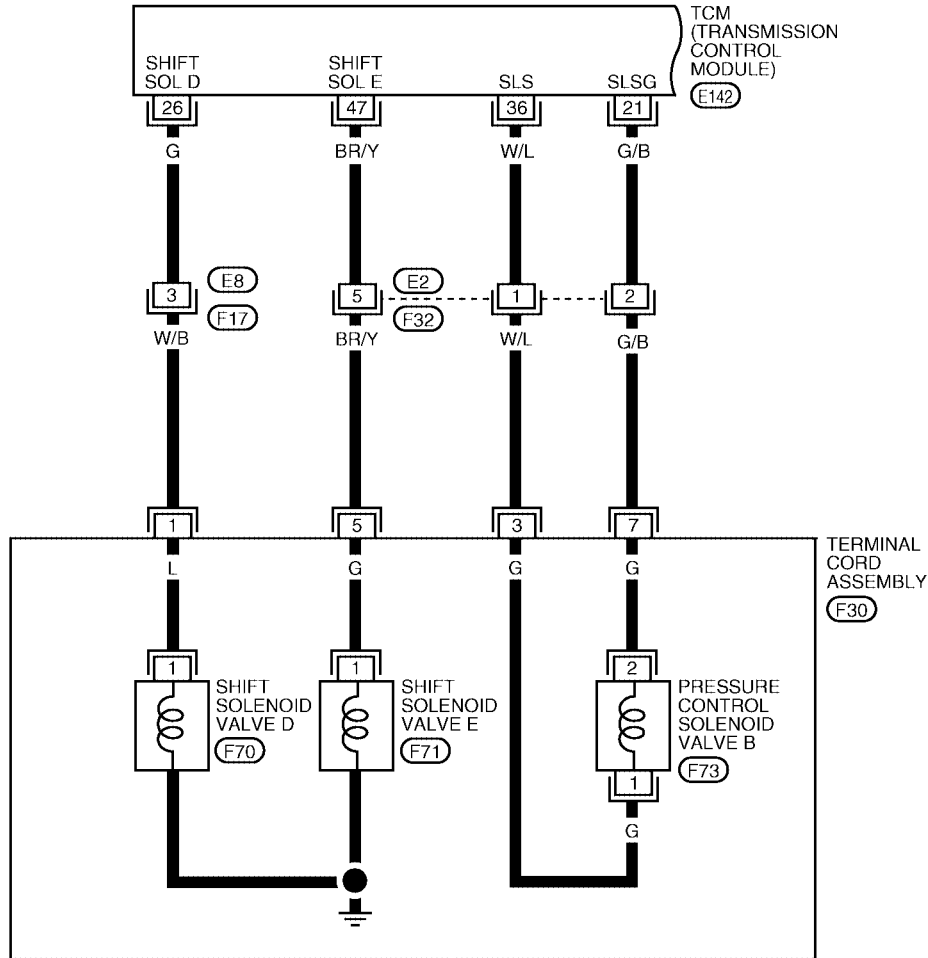 TCM
(TRANSMISSION
CONTROL
MODULE)
E142
SHIFT
SOL D
SHIFT
SOL E
SLS
SLSG
26
47
36
21
G
BR/Y
W/L
G/B
3
E8
F17
5
E2
F32
1
2
W/B
BR/Y
W/L
G/B
1
5
3
7
TERMINAL
CORD
ASSEMBLY
F30
L
G
G
G
1
SHIFT
SOLENOID
VALVE D
F70
1
SHIFT
SOLENOID
VALVE E
F71
2
PRESSURE
CONTROL
SOLENOID
VALVE B
F73
1
G